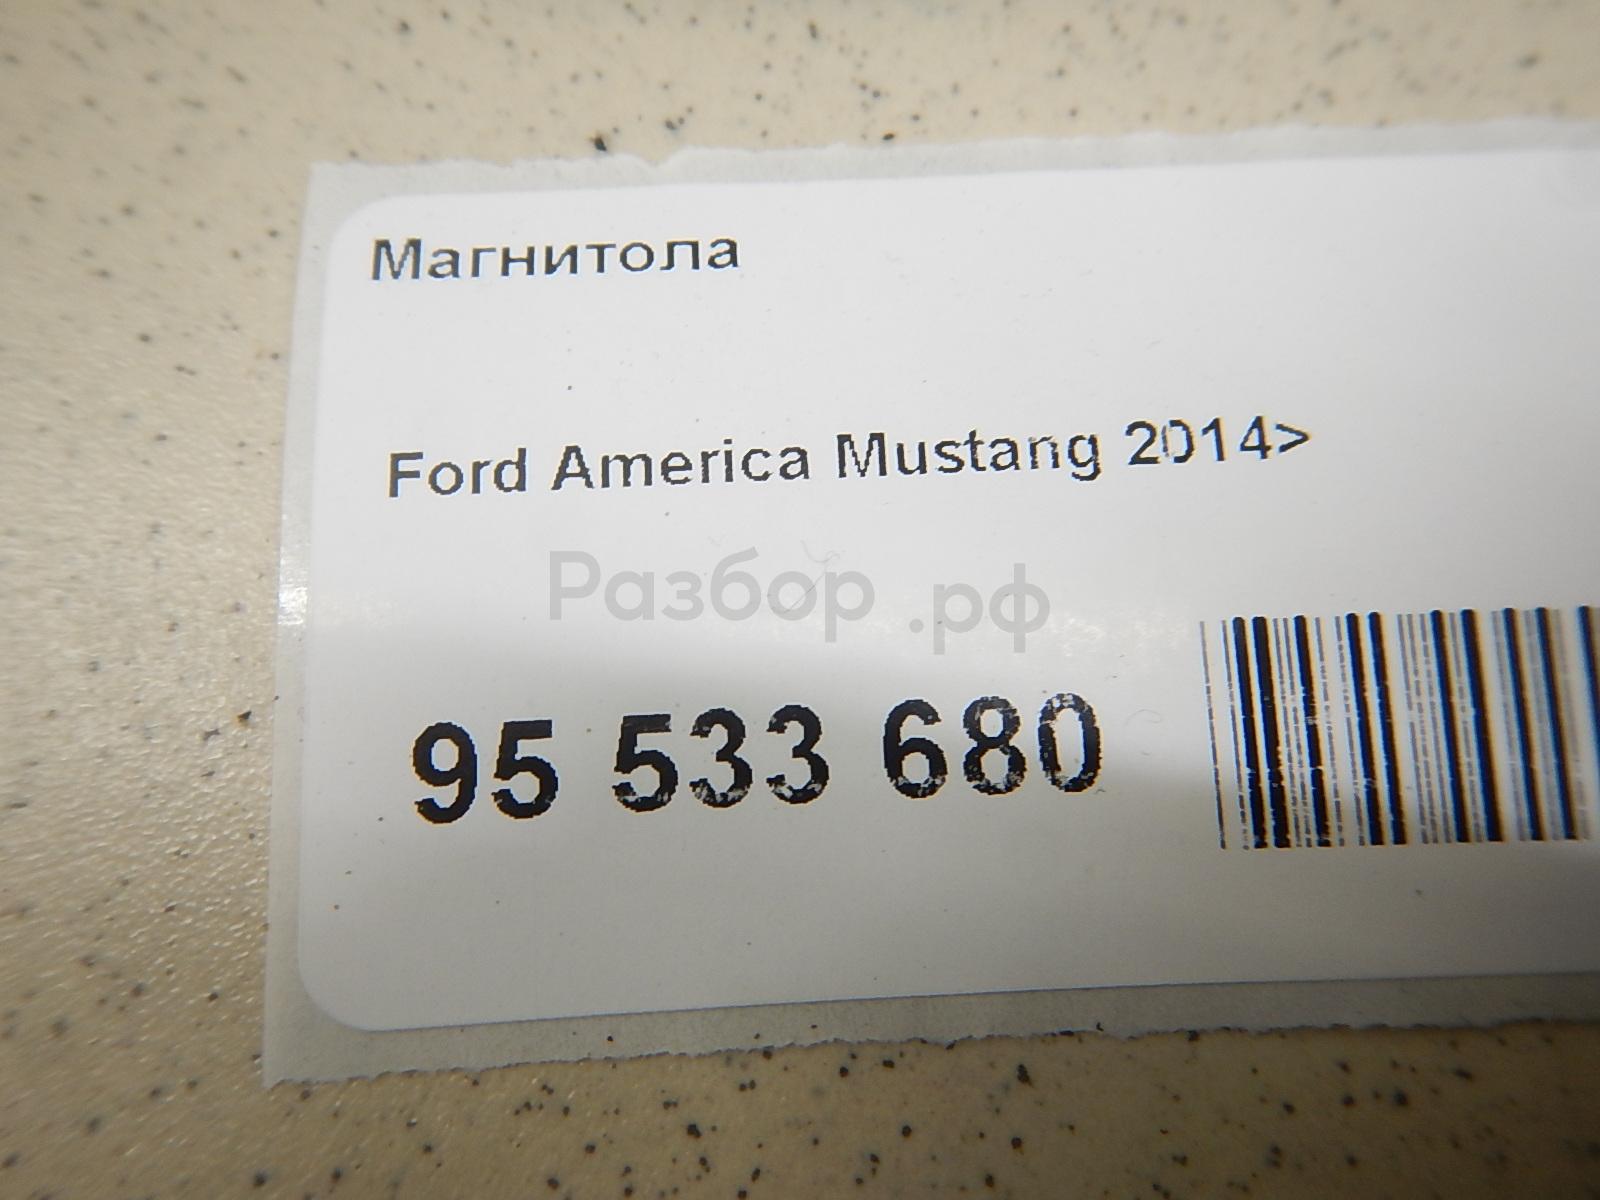 Магнитола
Ford America Mustang 2014>
Разбор.рф
95 533 680